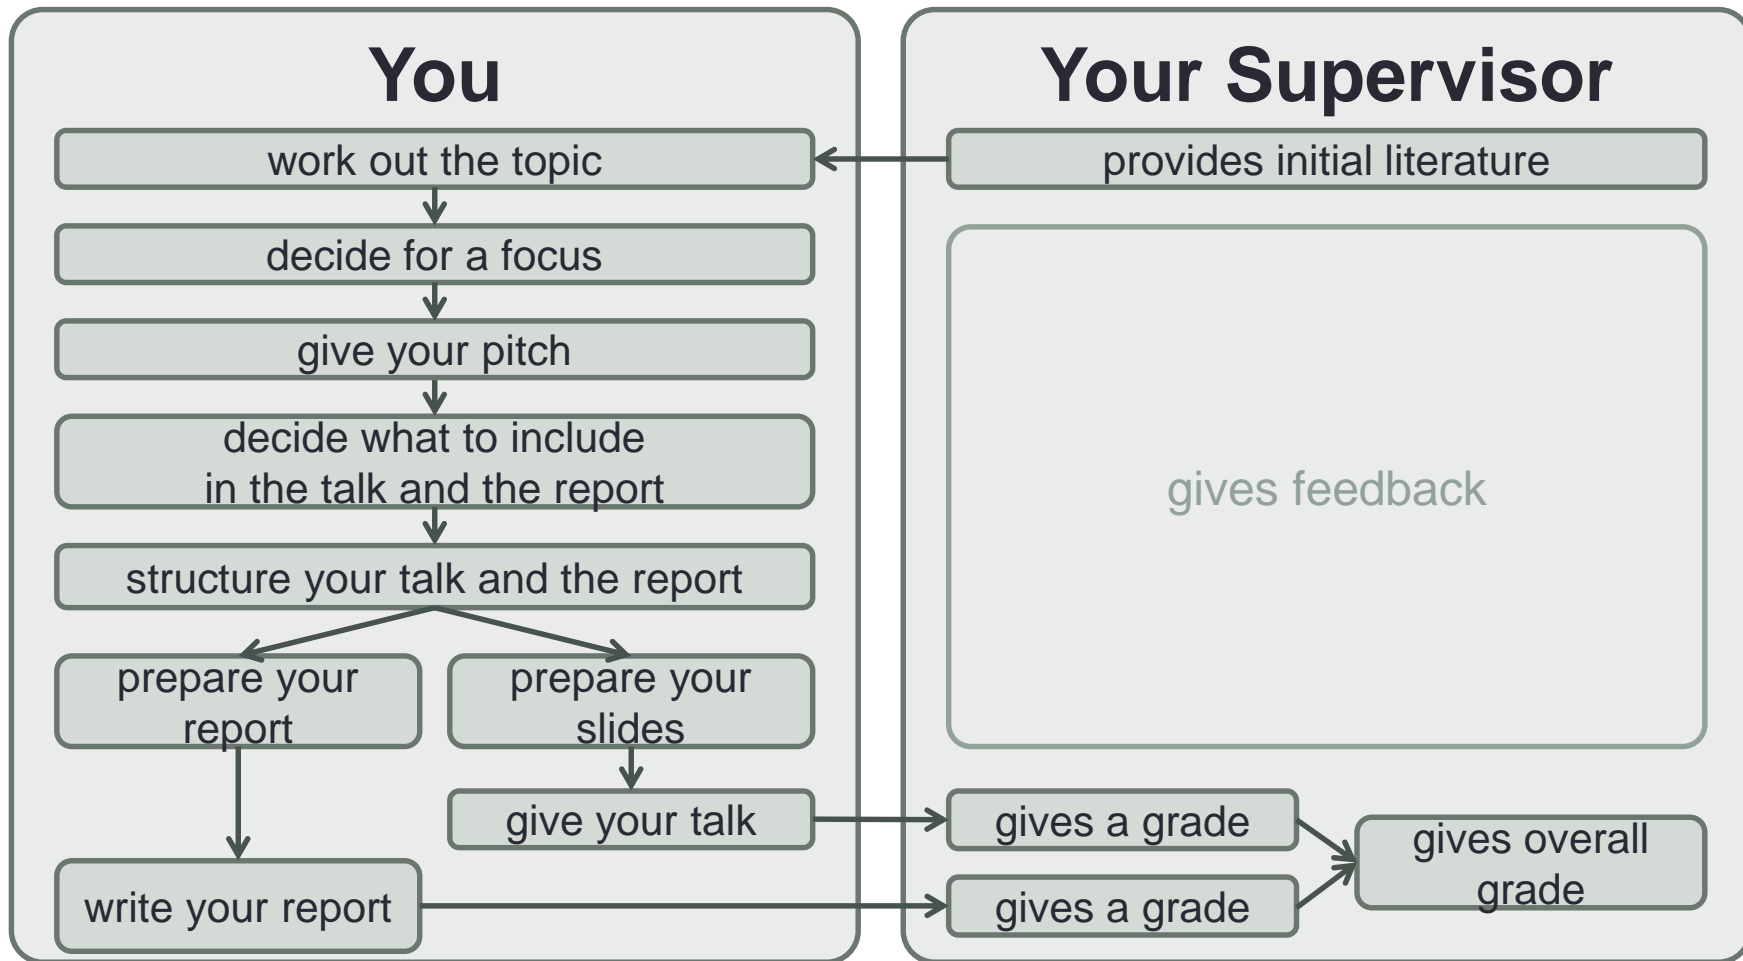 You
work out the topic
decide for a focus
give your pitch
decide what to include
in the talk and the report
structure your talk and the report
prepare your
report
prepare your
slides
give your talk
write your report
Your Supervisor
provides initial literature
gives feedback
gives a grade
gives a grade
gives overall
grade